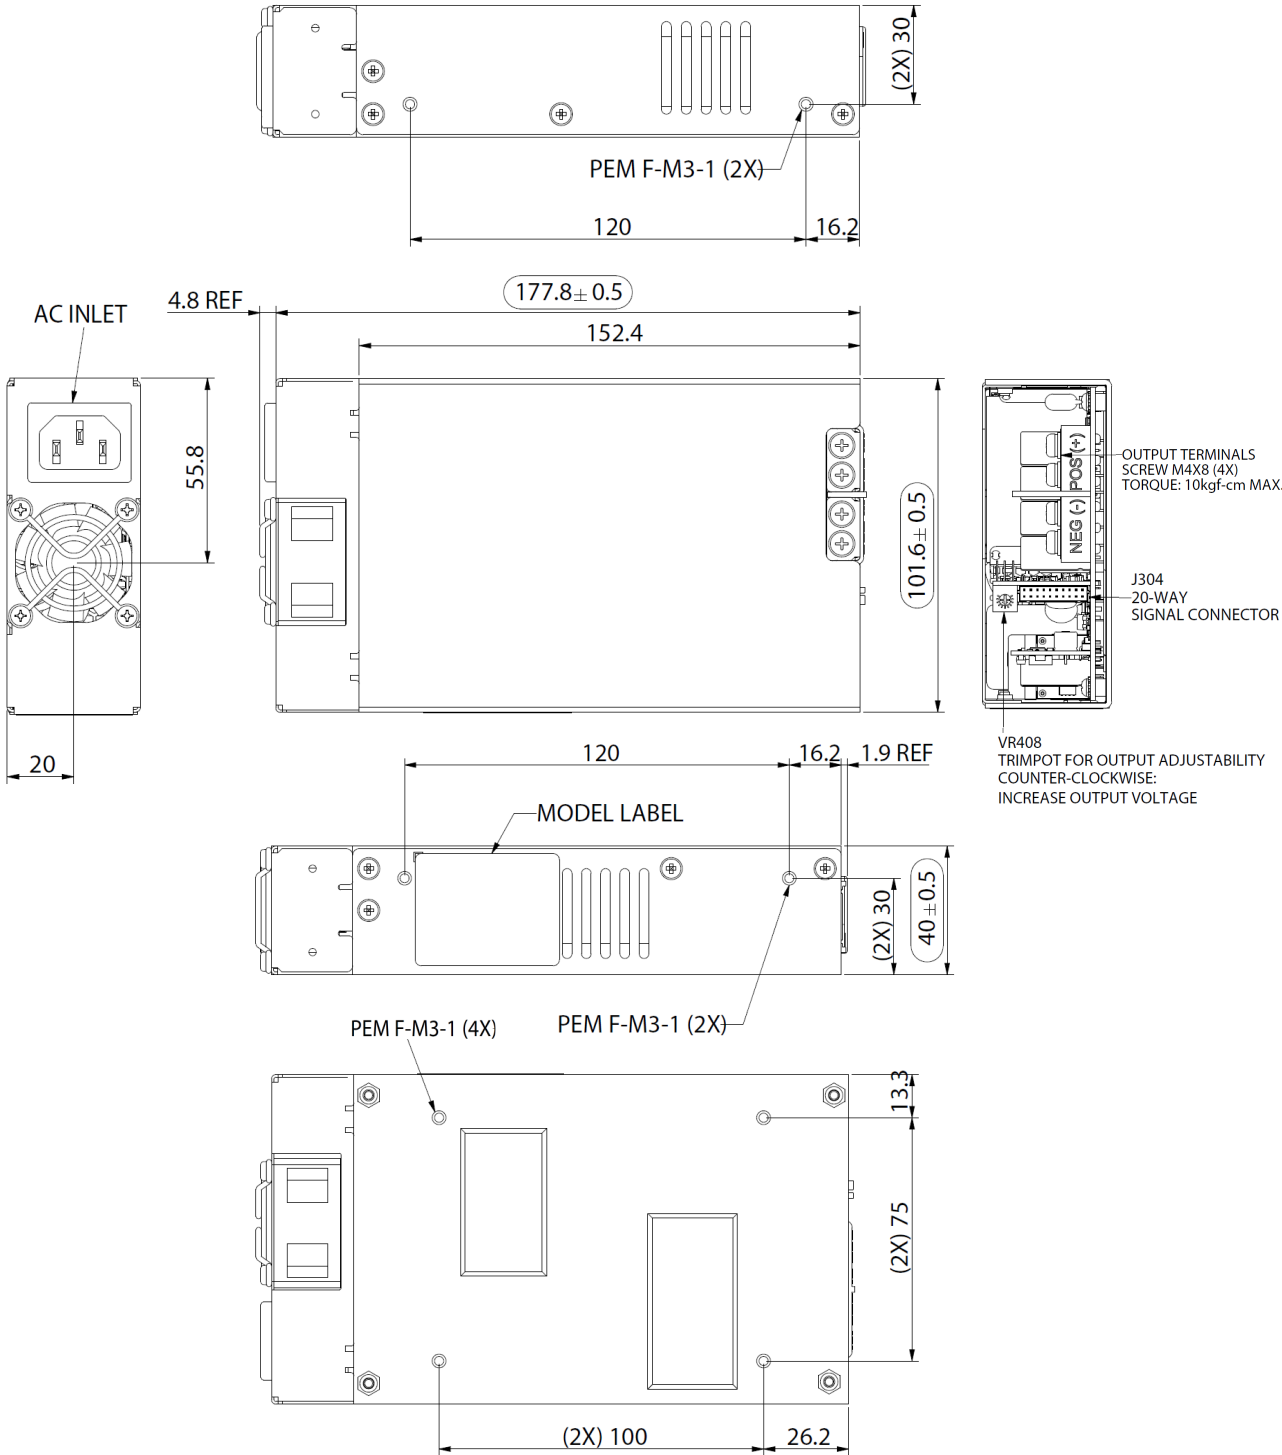 (2X) 30
PEM F-M3-1 (2X)
120
16.2
4.8 REF
177.8± 0.5
152.4
AC INLET
55.8
101.6± 0.5
20
POS (+)
NEG (-)
OUTPUT TERMINALS
SCREW M4X8 (4X)
TORQUE: 10kgf-cm MAX.
J304
20-WAY
SIGNAL CONNECTOR
VR408
TRIMPOT FOR OUTPUT ADJUSTABILITY
COUNTER-CLOCKWISE:
INCREASE OUTPUT VOLTAGE
120
16.2
1.9 REF
MODEL LABEL
(2X) 30
40±0.5
PEM F-M3-1 (4X)
PEM F-M3-1 (2X)
13.3
(2X) 75
(2X) 100
26.2